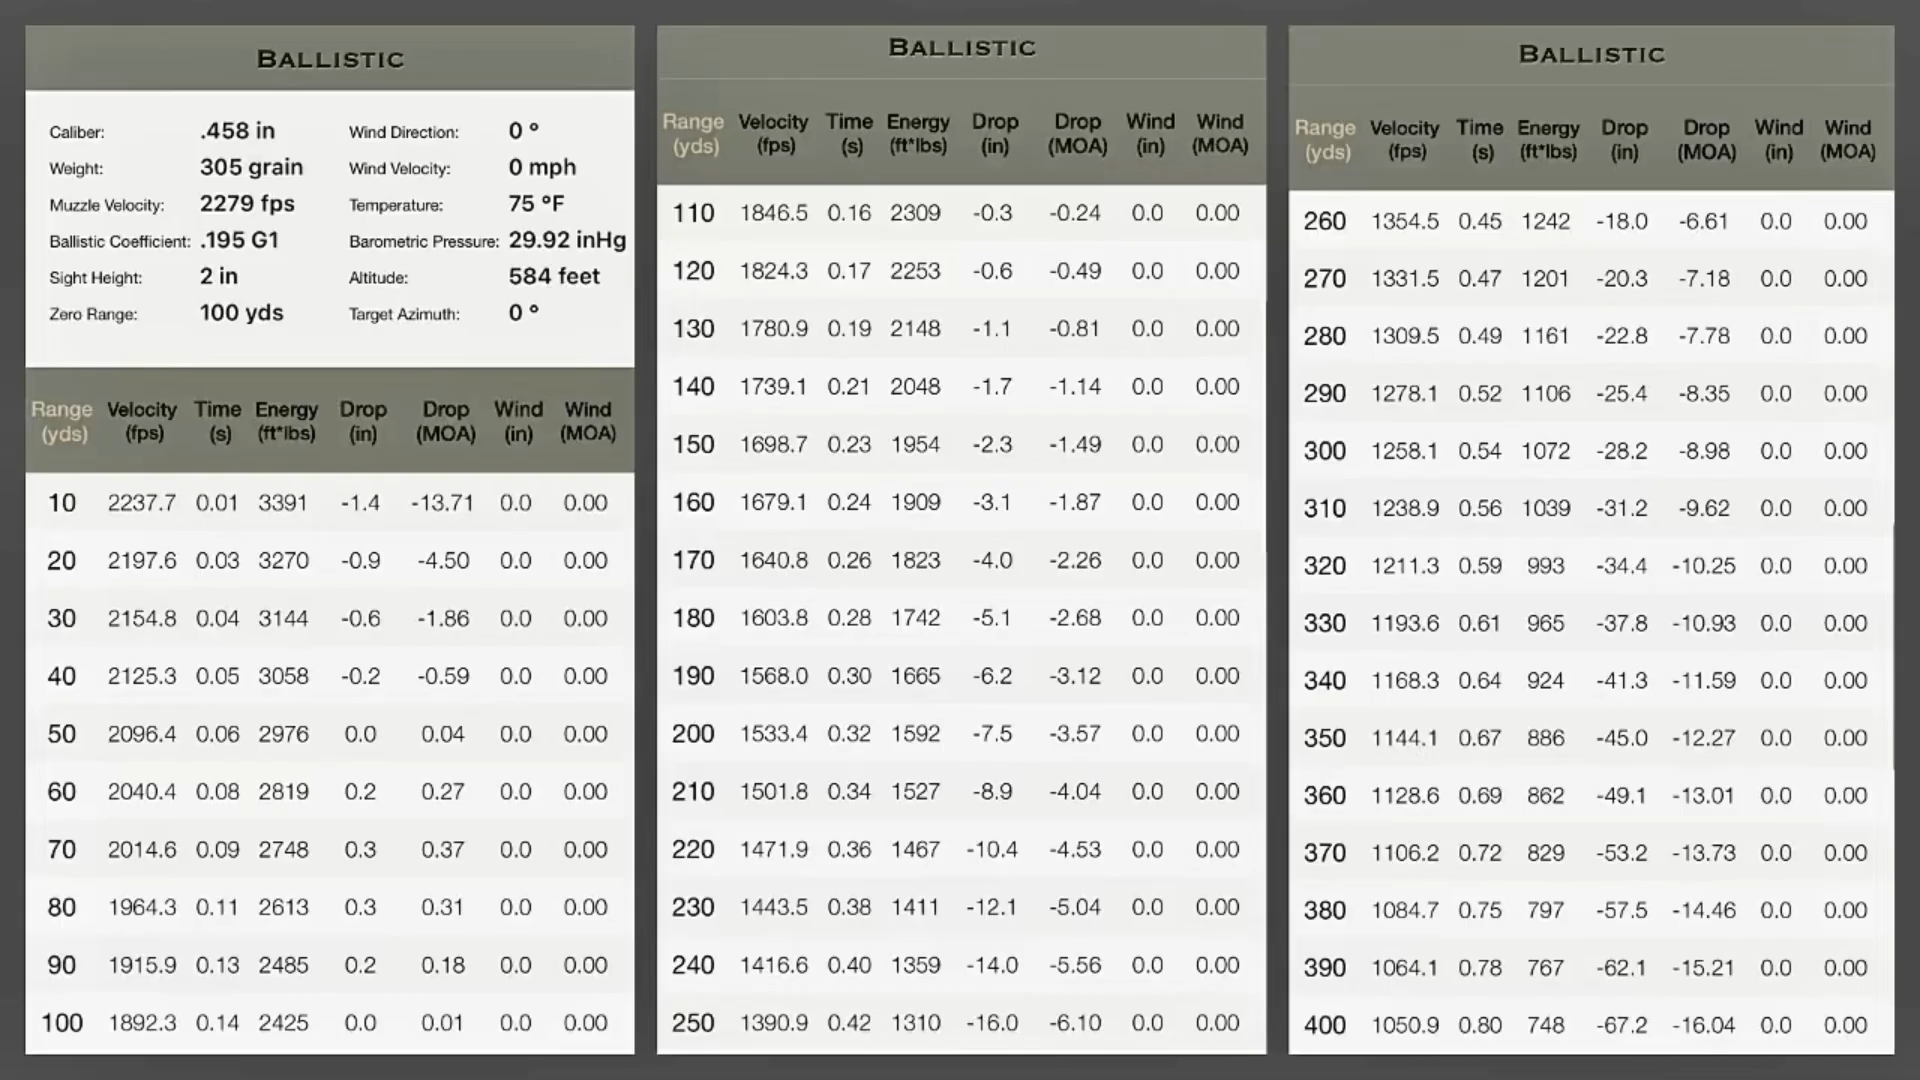 BALLISTIC
Caliber: .458 in Wind Direction: 0 °
Weight: 305 grain Wind Velocity: 0 mph
Muzzle Velocity: 2279 fps Temperature: 75 °F
Ballistic Coefficient: .195 G1 Barometric Pressure: 29.92 inHg
Sight Height: 2 in Altitude: 584 feet
Zero Range: 100 yds Target Azimuth: 0 °
Range Velocity Time Energy Drop Drop Wind Wind
(yds) (fps) (s) (ft*lbs) (in) (MOA) (in) (MOA)
10 2237.7 0.01 3391 -1.4 -13.71 0.0 0.00
20 2197.6 0.03 3270 -0.9 -4.50 0.0 0.00
30 2154.8 0.04 3144 -0.6 -1.86 0.0 0.00
40 2125.3 0.05 3058 -0.2 -0.59 0.0 0.00
50 2096.4 0.06 2976 0.0 0.04 0.0 0.00
60 2040.4 0.08 2819 0.2 0.27 0.0 0.00
70 2014.6 0.09 2748 0.3 0.37 0.0 0.00
80 1964.3 0.11 2613 0.3 0.31 0.0 0.00
90 1915.9 0.13 2485 0.2 0.18 0.0 0.00
100 1892.3 0.14 2425 0.0 0.01 0.0 0.00
BALLISTIC
Range Velocity Time Energy Drop Drop Wind Wind
(yds) (fps) (s) (ft*lbs) (in) (MOA) (in) (MOA)
110 1846.5 0.16 2309 -0.3 -0.24 0.0 0.00
120 1824.3 0.17 2253 -0.6 -0.49 0.0 0.00
130 1780.9 0.19 2148 -1.1 -0.81 0.0 0.00
140 1739.1 0.21 2048 -1.7 -1.14 0.0 0.00
150 1698.7 0.23 1954 -2.3 -1.49 0.0 0.00
160 1679.1 0.24 1909 -3.1 -1.87 0.0 0.00
170 1640.8 0.26 1823 -4.0 -2.26 0.0 0.00
180 1603.8 0.28 1742 -5.1 -2.68 0.0 0.00
190 1568.0 0.30 1665 -6.2 -3.12 0.0 0.00
200 1533.4 0.32 1592 -7.5 -3.57 0.0 0.00
210 1501.8 0.34 1527 -8.9 -4.04 0.0 0.00
220 1471.9 0.36 1467 -10.4 -4.53 0.0 0.00
230 1443.5 0.38 1411 -12.1 -5.04 0.0 0.00
240 1416.6 0.40 1359 -14.0 -5.56 0.0 0.00
250 1390.9 0.42 1310 -16.0 -6.10 0.0 0.00
BALLISTIC
Range Velocity Time Energy Drop Drop Wind Wind
(yds) (fps) (s) (ft*lbs) (in) (MOA) (in) (MOA)
260 1354.5 0.45 1242 -18.0 -6.61 0.0 0.00
270 1331.5 0.47 1201 -20.3 -7.18 0.0 0.00
280 1309.5 0.49 1161 -22.8 -7.78 0.0 0.00
290 1278.1 0.52 1106 -25.4 -8.35 0.0 0.00
300 1258.1 0.54 1072 -28.2 -8.98 0.0 0.00
310 1238.9 0.56 1039 -31.2 -9.62 0.0 0.00
320 1211.3 0.59 993 -34.4 -10.25 0.0 0.00
330 1193.6 0.61 965 -37.8 -10.93 0.0 0.00
340 1168.3 0.64 924 -41.3 -11.59 0.0 0.00
350 1144.1 0.67 886 -45.0 -12.27 0.0 0.00
360 1128.6 0.69 862 -49.1 -13.01 0.0 0.00
370 1106.2 0.72 829 -53.2 -13.73 0.0 0.00
380 1084.7 0.75 797 -57.5 -14.46 0.0 0.00
390 1064.1 0.78 767 -62.1 -15.21 0.0 0.00
400 1050.9 0.80 748 -67.2 -16.04 0.0 0.00